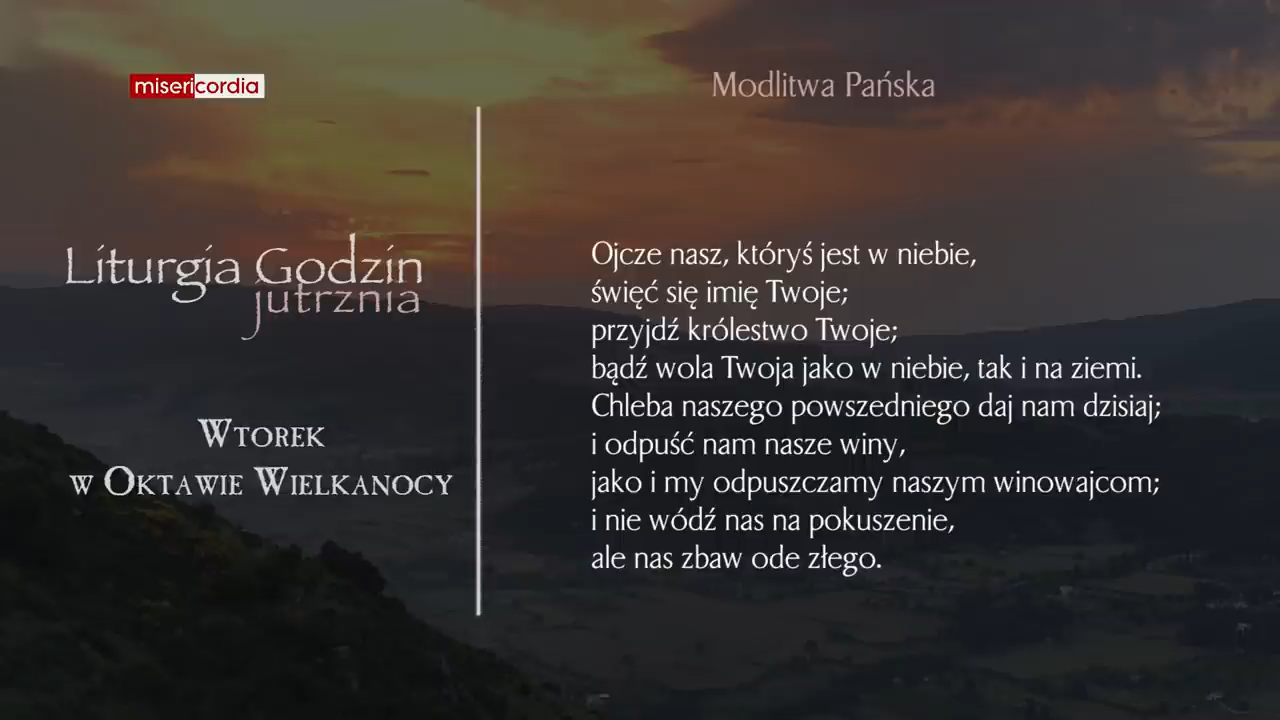 misericordia
Modlitwa Pańska
Liturgia Godzin
jutrznia
Wtorek
w Oktawie Wielkanocy
Ojcze nasz, któryś jest w niebie,
święć się imię Twoje;
przyjdź królestwo Twoje;
bądź wola Twoja jako w niebie, tak i na ziemi.
Chleba naszego powszedniego daj nam dzisiaj;
i odpuść nam nasze winy,
jako i my odpuszczamy naszym winowajcom;
i nie wódź nas na pokuszenie,
ale nas zbaw ode złego.